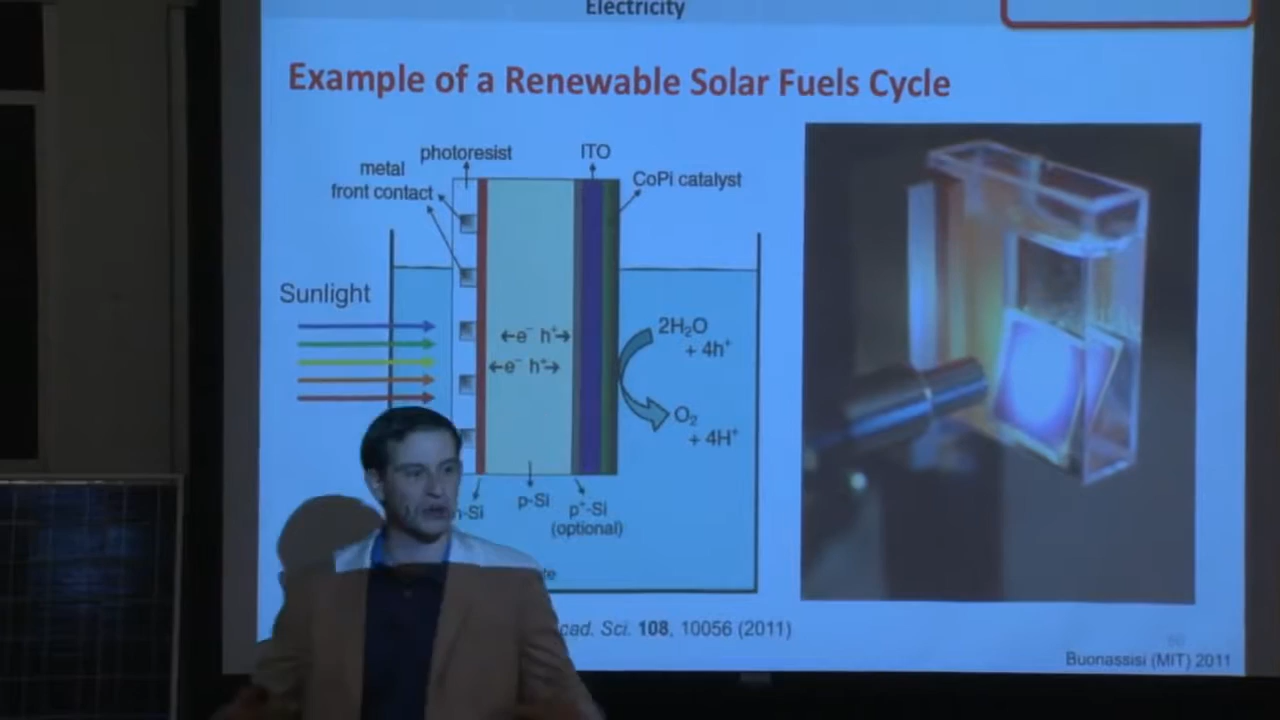 Electricity
Example of a Renewable Solar Fuels Cycle
photoresist
ITO
metal
front contact
CoPi catalyst
Sunlight
←e⁻ h⁺→
←e⁻ h⁺→
2H₂O
+ 4h⁺
O₂
+ 4H⁺
-Si
p-Si
p⁺-Si
(optional)
Sci. 108, 10056 (2011)
Buonassisi (MIT) 2011